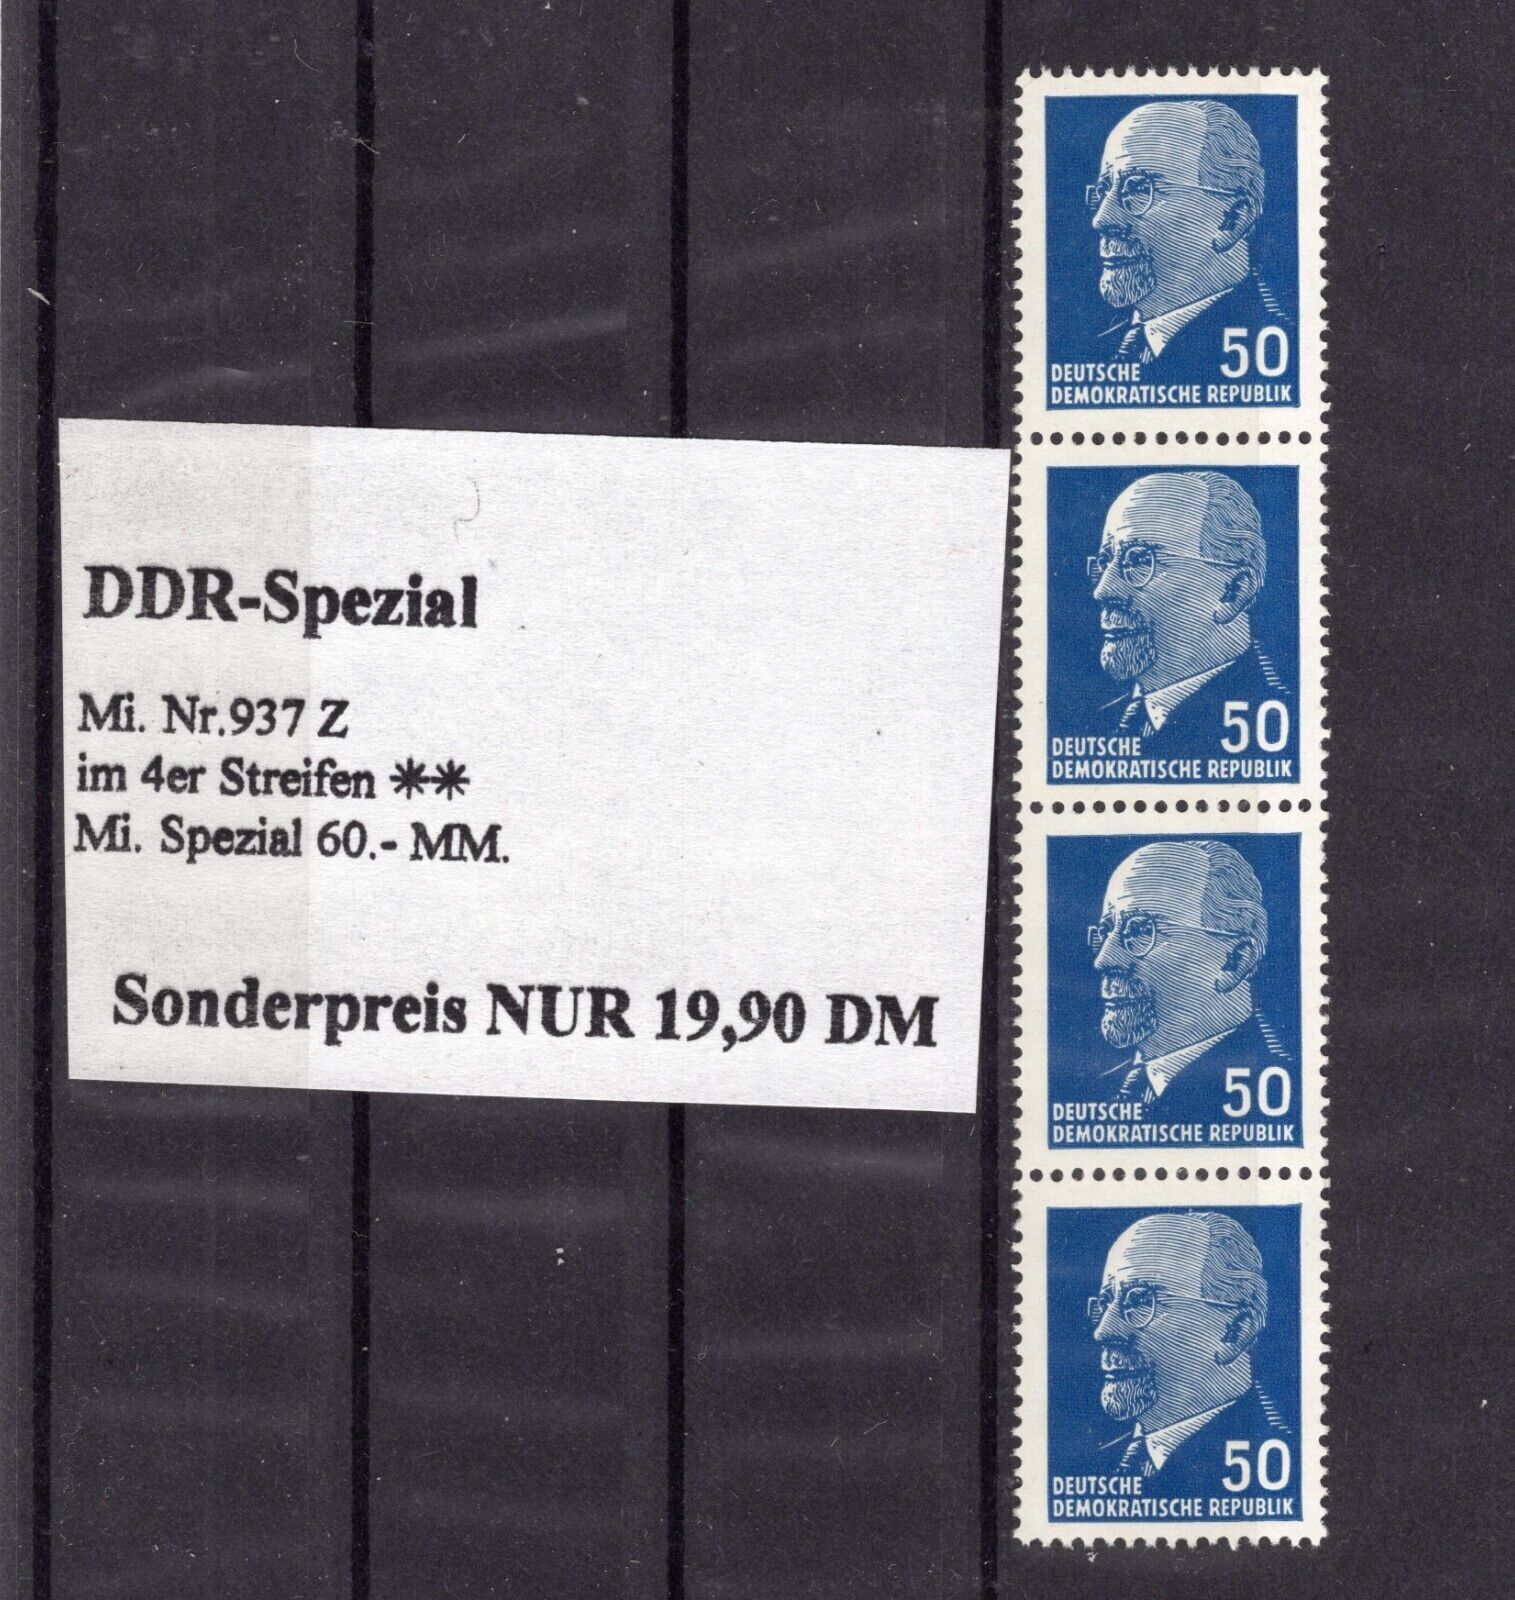 DDR-Spezial
Mi. Nr.937 Z
im 4er Streifen **
Mi. Spezial 60.- MM.
Sonderpreis NUR 19,90 DM
50
DEUTSCHE
DEMOKRATISCHE REPUBLIK
50
DEUTSCHE
DEMOKRATISCHE REPUBLIK
50
DEUTSCHE
DEMOKRATISCHE REPUBLIK
50
DEUTSCHE
DEMOKRATISCHE REPUBLIK